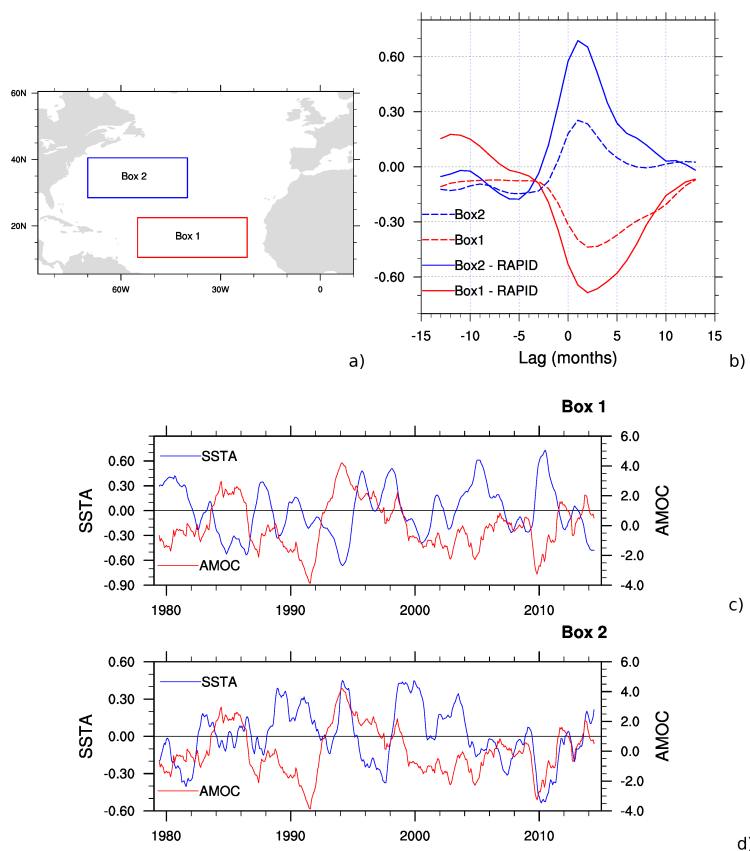 60N
40N
20N
60W
30W
0
Box 2
Box 1
a)
0.60
0.30
0.00
-0.30
-0.60
Box2
Box1
Box2 - RAPID
Box1 - RAPID
-15
-10
-5
0
5
10
15
Lag (months)
b)
Box 1
SSTA
0.60
0.30
0.00
-0.30
-0.60
-0.90
SSTA
AMOC
6.0
4.0
2.0
0.0
-2.0
-4.0
AMOC
1980
1990
2000
2010
c)
Box 2
SSTA
0.60
0.30
0.00
-0.30
-0.60
SSTA
AMOC
6.0
4.0
2.0
0.0
-2.0
-4.0
AMOC
1980
1990
2000
2010
d)